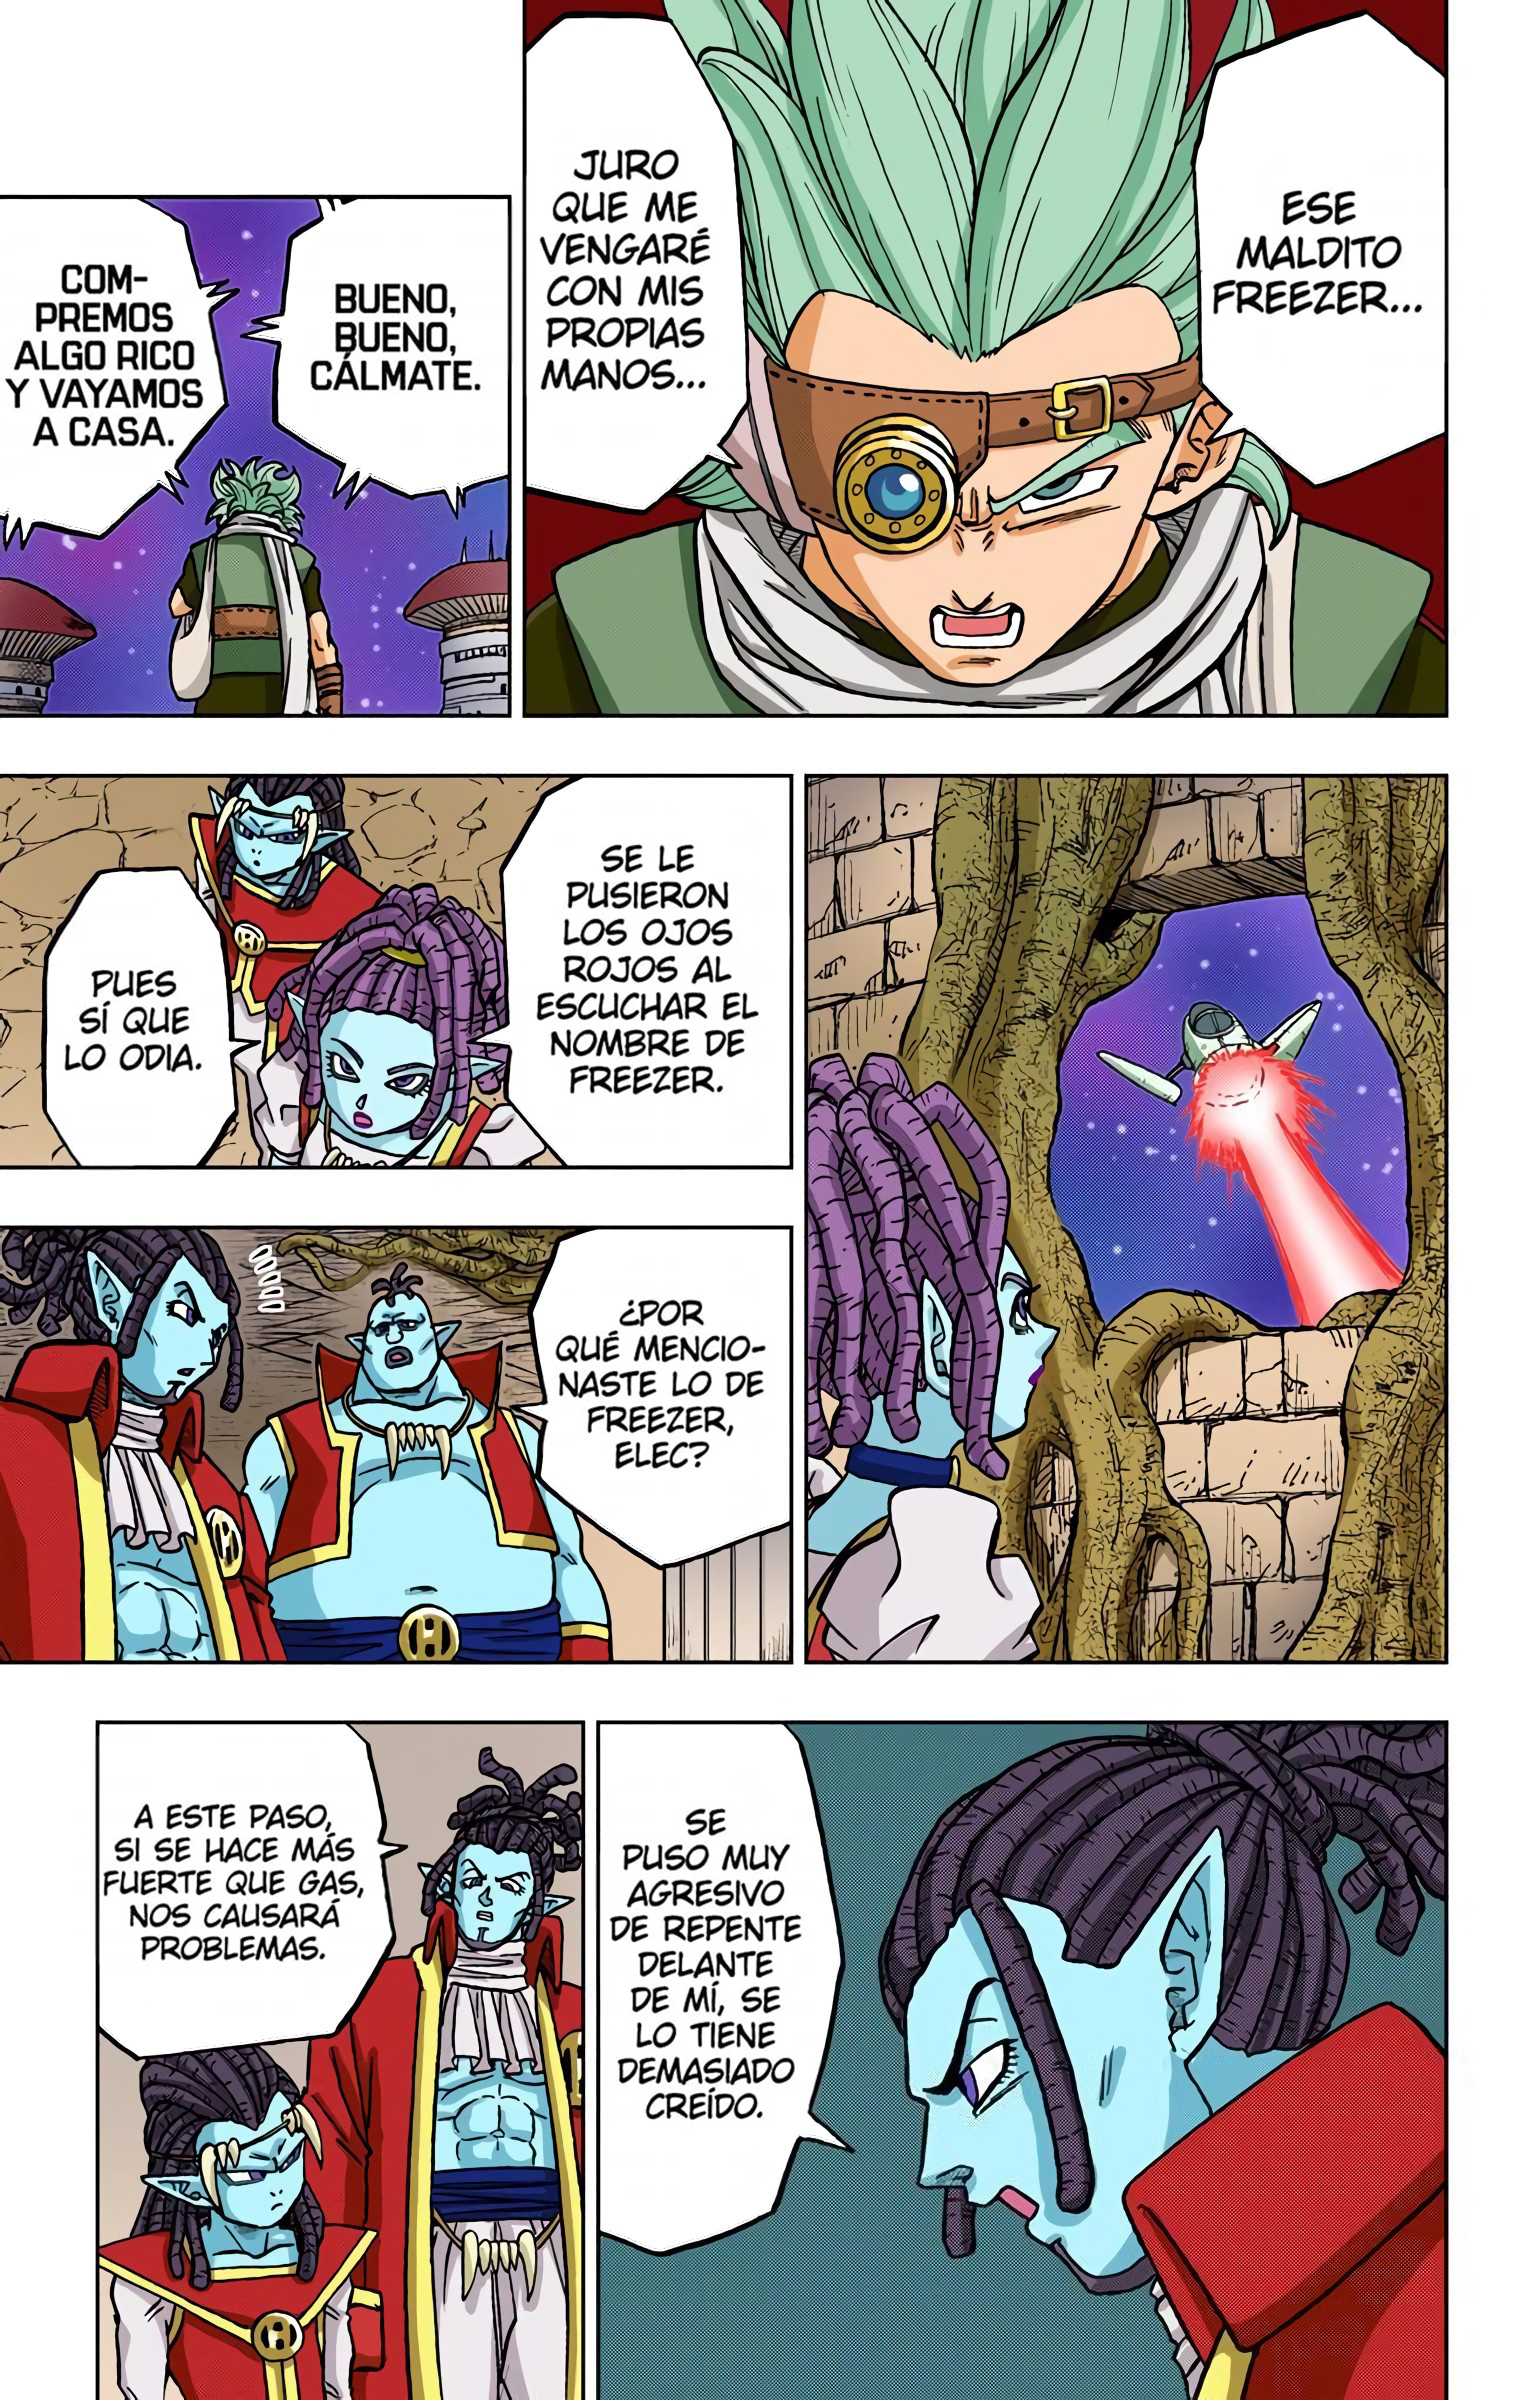 ESE
MALDITO
FREEZER...
JURO
QUE ME
VENGARÉ
CON MIS
PROPIAS
MANOS...
BUENO,
BUENO,
CÁLMATE.
COM-
PREMOS
ALGO RICO
Y VAYAMOS
A CASA.
SE LE
PUSIERON
LOS OJOS
ROJOS AL
ESCUCHAR EL
NOMBRE DE
FREEZER.
PUES
SÍ QUE
LO ODIA.
¿POR
QUÉ MENCIO-
NASTE LO DE
FREEZER,
ELEC?
SE
PUSO MUY
AGRESIVO
DE REPENTE
DELANTE
DE MÍ, SE
LO TIENE
DEMASIADO
CREÍDO.
A ESTE PASO,
SI SE HACE MÁS
FUERTE QUE GAS,
NOS CAUSARÁ
PROBLEMAS.